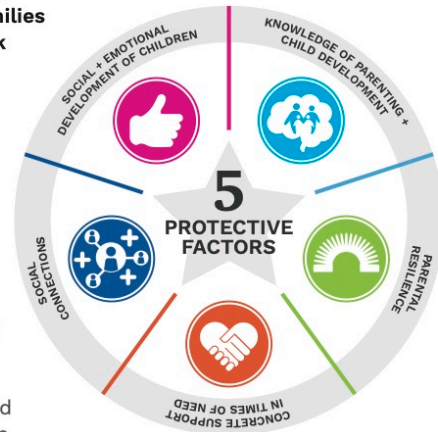 nilies
k
SOCIAL + EMOTIONAL
DEVELOPMENT OF CHILDREN
KNOWLEDGE OF PARENTING +
CHILD DEVELOPMENT
5
PROTECTIVE
FACTORS
SOCIAL
CONNECTIONS
PARENTAL
RESILIENCE
CONCRETE SUPPORT
IN TIMES OF NEED
d